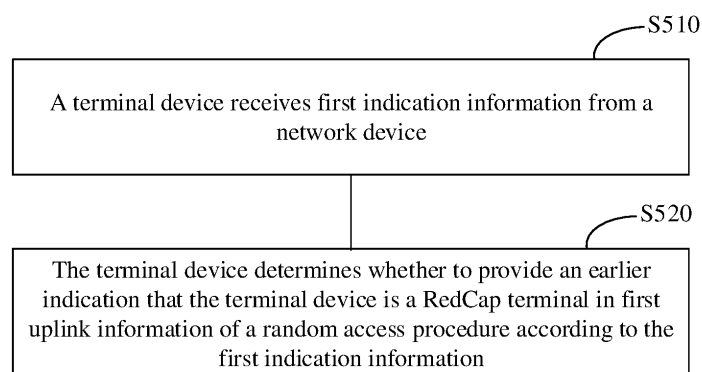 S510
A terminal device receives first indication information from a
network device
S520
The terminal device determines whether to provide an earlier
indication that the terminal device is a RedCap terminal in first
uplink information of a random access procedure according to the
first indication information